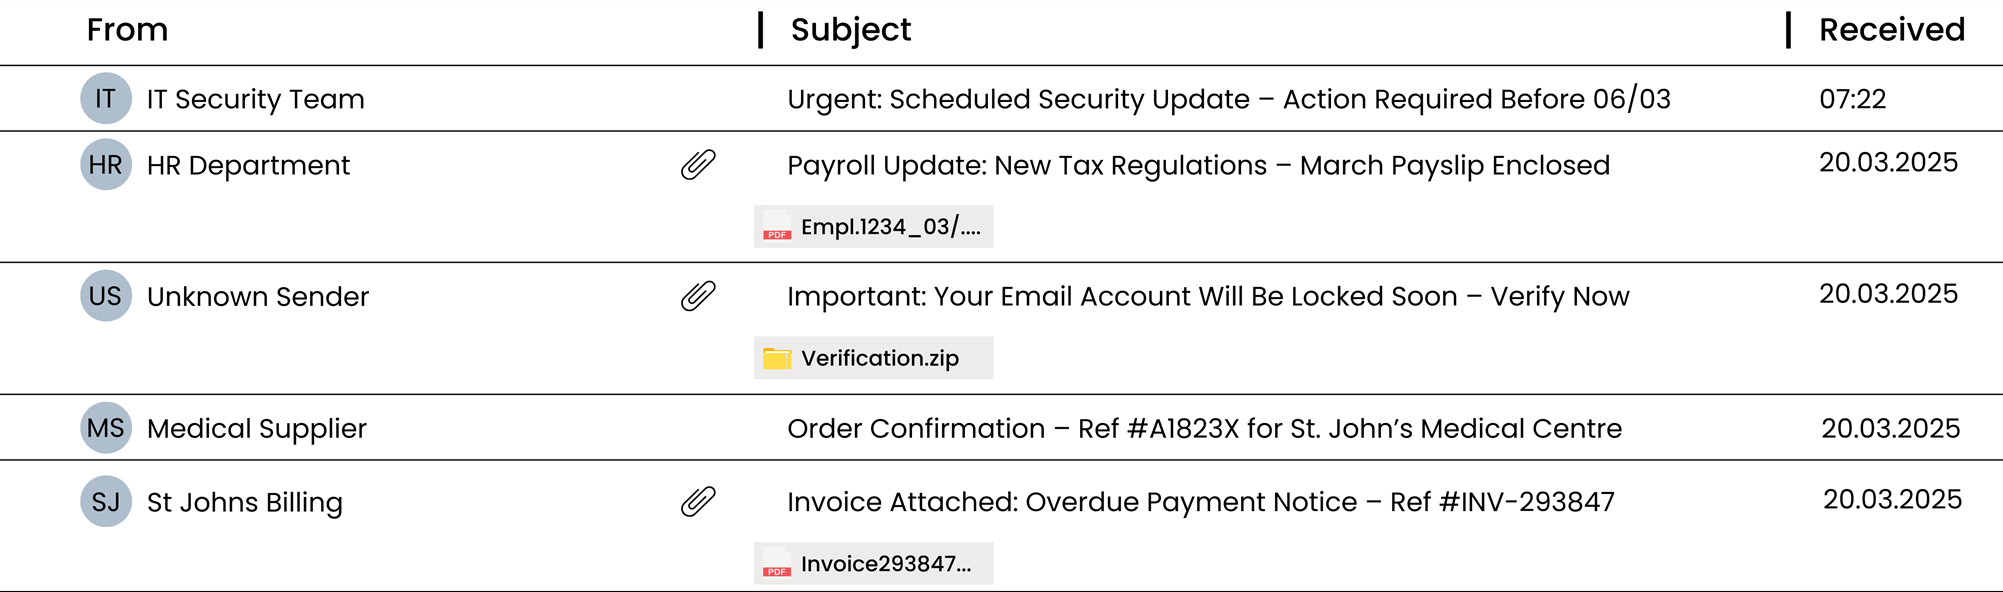 From | Subject | Received
IT IT Security Team Urgent: Scheduled Security Update – Action Required Before 06/03 07:22
HR HR Department Payroll Update: New Tax Regulations – March Payslip Enclosed 20.03.2025
PDF Empl.1234_03/....
US Unknown Sender Important: Your Email Account Will Be Locked Soon – Verify Now 20.03.2025
Verification.zip
MS Medical Supplier Order Confirmation – Ref #A1823X for St. John’s Medical Centre 20.03.2025
SJ St Johns Billing Invoice Attached: Overdue Payment Notice – Ref #INV-293847 20.03.2025
PDF Invoice293847...